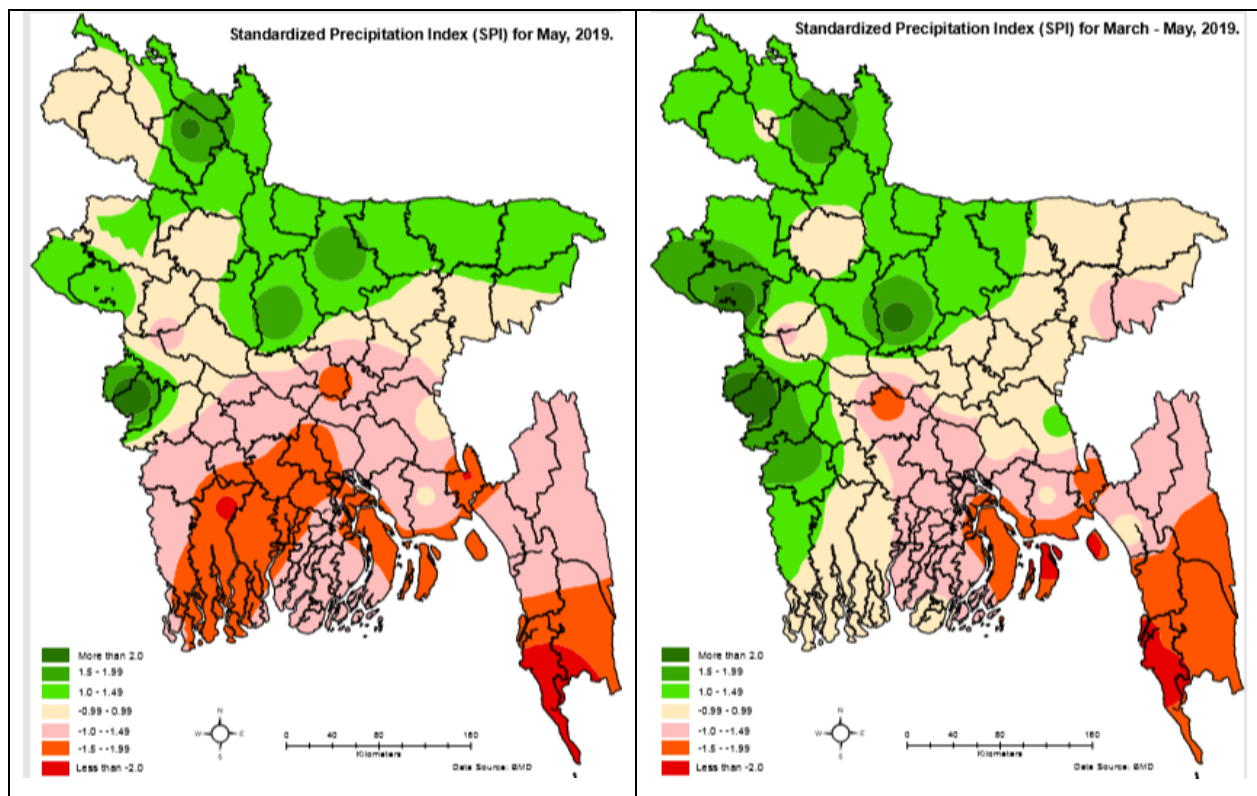 Standardized Precipitation Index (SPI) for May, 2019.
More than 2.0
1.5 - 1.99
1.0 - 1.49
-0.99 - 0.99
-1.0 - -1.49
-1.5 - -1.99
Less than -2.0
N
W
E
S
0 40 80 160
Kilometers
Data Source: BMD
Standardized Precipitation Index (SPI) for March - May, 2019.
More than 2.0
1.5 - 1.99
1.0 - 1.49
-0.99 - 0.99
-1.0 - -1.49
-1.5 - -1.99
Less than -2.0
N
W
E
S
0 40 80 160
Kilometers
Data Source: BMD